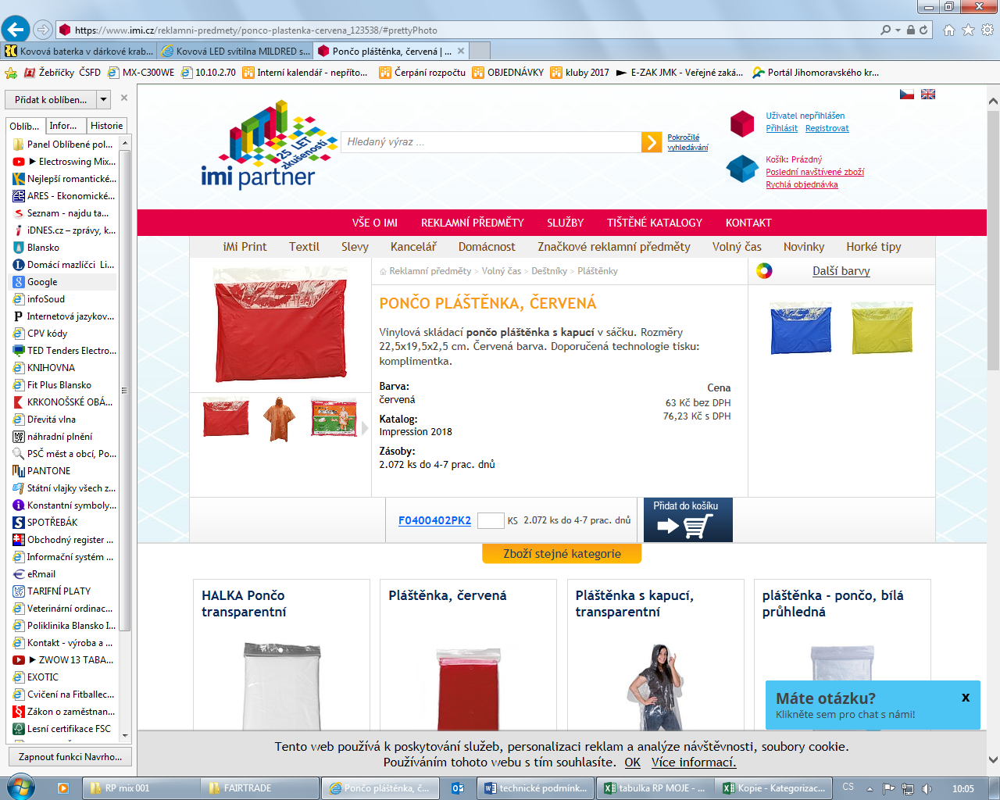 https://www.imi.cz/reklamni-predmety/ponco-plastenka-cervena_123538/#prettyPhoto
Kovová baterka v dárkové krab...
Kovová LED svítilna MILDRED s...
Pončo pláštěnka, červená | ...
Žebříčky
ČSFD
MX-C300WE
10.10.2.70
Interní kalendář - nepříto...
Čerpání rozpočtu
OBJEDNÁVKY
kluby 2017
E-ZAK JMK - Veřejné zaká...
Portál Jihomoravského kr...
Přidat k oblíben...
Oblíb...
Infor...
Historie
Panel Oblíbené pol...
► Electroswing Mix...
Nejlepší romantické...
ARES - Ekonomické...
Seznam - najdu ta...
iDNES.cz – zprávy, k...
Blansko
Domácí mazlíčci  Li...
Google
infoSoud
Internetová jazykov...
CPV kódy
TED Tenders Electro...
KNIHOVNA
Fit Plus Blansko
KRKONOŠSKÉ OBÁ...
Dřevitá vlna
náhradní plnění
PSČ měst a obcí, Po...
PANTONE
Státní vlajky všech z...
Konstantní symboly...
SPOTŘEBÁK
Obchodný register ...
Informační systém ...
eRmail
TARIFNÍ PLATY
Veterinární ordinac...
Poliklinika Blansko I...
Kontakt - výroba a ...
► ZWOW 13 TABA...
EXOTIC
Cvičení na Fitballec...
Zákon o zaměstnan...
Lesní certifikace FSC
Zapnout funkci Navrho...
25 LET
zkušeností
imi partner
Hledaný výraz ...
Pokročilé
vyhledávání
Uživatel nepřihlášen
Přihlásit Registrovat
Košík: Prázdný
Poslední navštívené zboží
Rychlá objednávka
VŠE O IMI
REKLAMNÍ PŘEDMĚTY
SLUŽBY
TIŠTĚNÉ KATALOGY
KONTAKT
iMi Print
Textil
Slevy
Kancelář
Domácnost
Značkové reklamní předměty
Volný čas
Novinky
Horké tipy
Reklamní předměty > Volný čas > Deštníky > Pláštěnky
Další barvy
PONČO PLÁŠTĚNKA, ČERVENÁ
Vinylová skládací pončo pláštěnka s kapucí v sáčku. Rozměry
22,5x19,5x2,5 cm. Červená barva. Doporučená technologie tisku:
komplimentka.
Barva:
červená
Katalog:
Impression 2018
Zásoby:
2.072 ks do 4-7 prac. dnů
Cena
63 Kč bez DPH
76,23 Kč s DPH
F0400402PK2
KS
2.072 ks do 4-7 prac. dnů
Přidat do košíku
Zboží stejné kategorie
HALKA Pončo
transparentní
Pláštěnka, červená
Pláštěnka s kapucí,
transparentní
pláštěnka - pončo, bílá
průhledná
Máte otázku?
x
Klikněte sem pro chat s námi!
Tento web používá k poskytování služeb, personalizaci reklam a analýze návštěvnosti, soubory cookie.
Používáním tohoto webu s tím souhlasíte. OK Více informací.
RP mix 001
FAIRTRADE
Pončo pláštěnka, č...
technické podmínk...
tabulka RP MOJE - ...
Kopie - Kategorizac...
CS
10:05